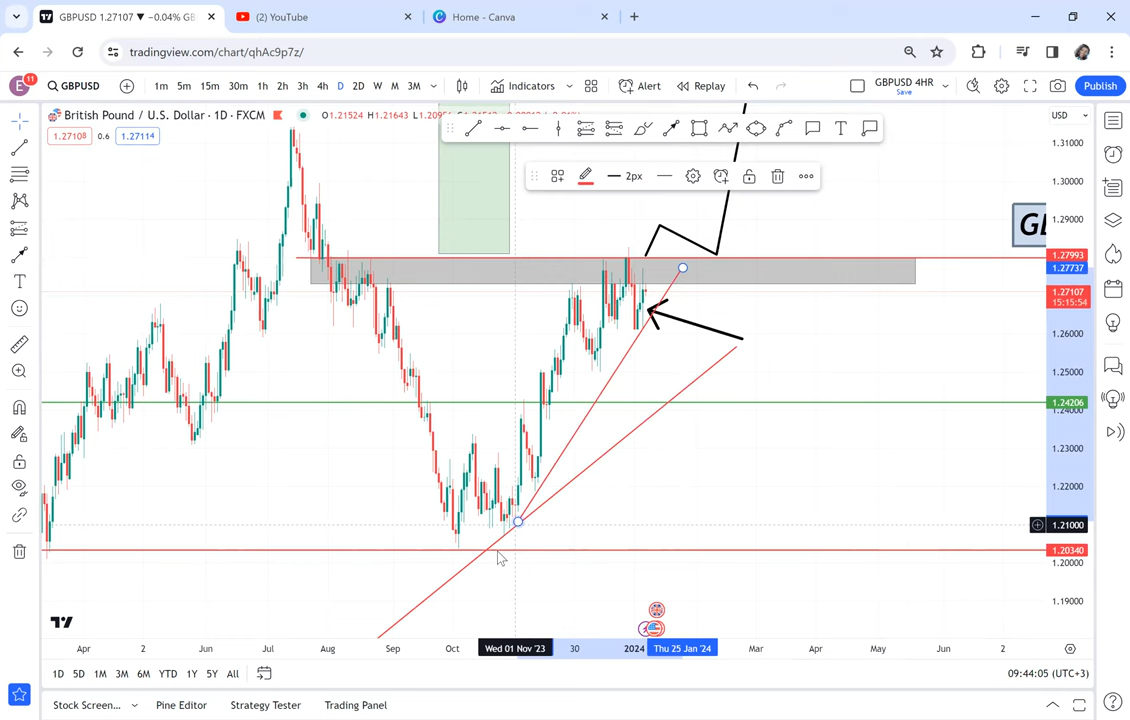 GBPUSD 1.27107 ▼ −0.04% GB
(2) YouTube
Home - Canva
tradingview.com/chart/qhAc9p7z/
E
11
GBPUSD
1m 5m 15m 30m 1h 2h 3h 4h D 2D W M 3M
Indicators
Alert
Replay
GBPUSD 4HR
Save
Publish
British Pound / U.S. Dollar · 1D · FXCM
O1.21524 H1.21643
1.27108
0.6
1.27114
2px
USD
1.31000
1.30000
1.29000
1.27993
1.27737
1.27107
15:15:54
1.26000
1.25000
1.24206
1.24000
1.23000
1.22000
1.21000
1.20340
1.20000
1.19000
Apr 2 Jun Jul Aug Sep Oct Wed 01 Nov '23 30 2024 Thu 25 Jan '24 Mar Apr May Jun 2
1D 5D 1M 3M 6M YTD 1Y 5Y All
09:44:05 (UTC+3)
Stock Screen...
Pine Editor
Strategy Tester
Trading Panel